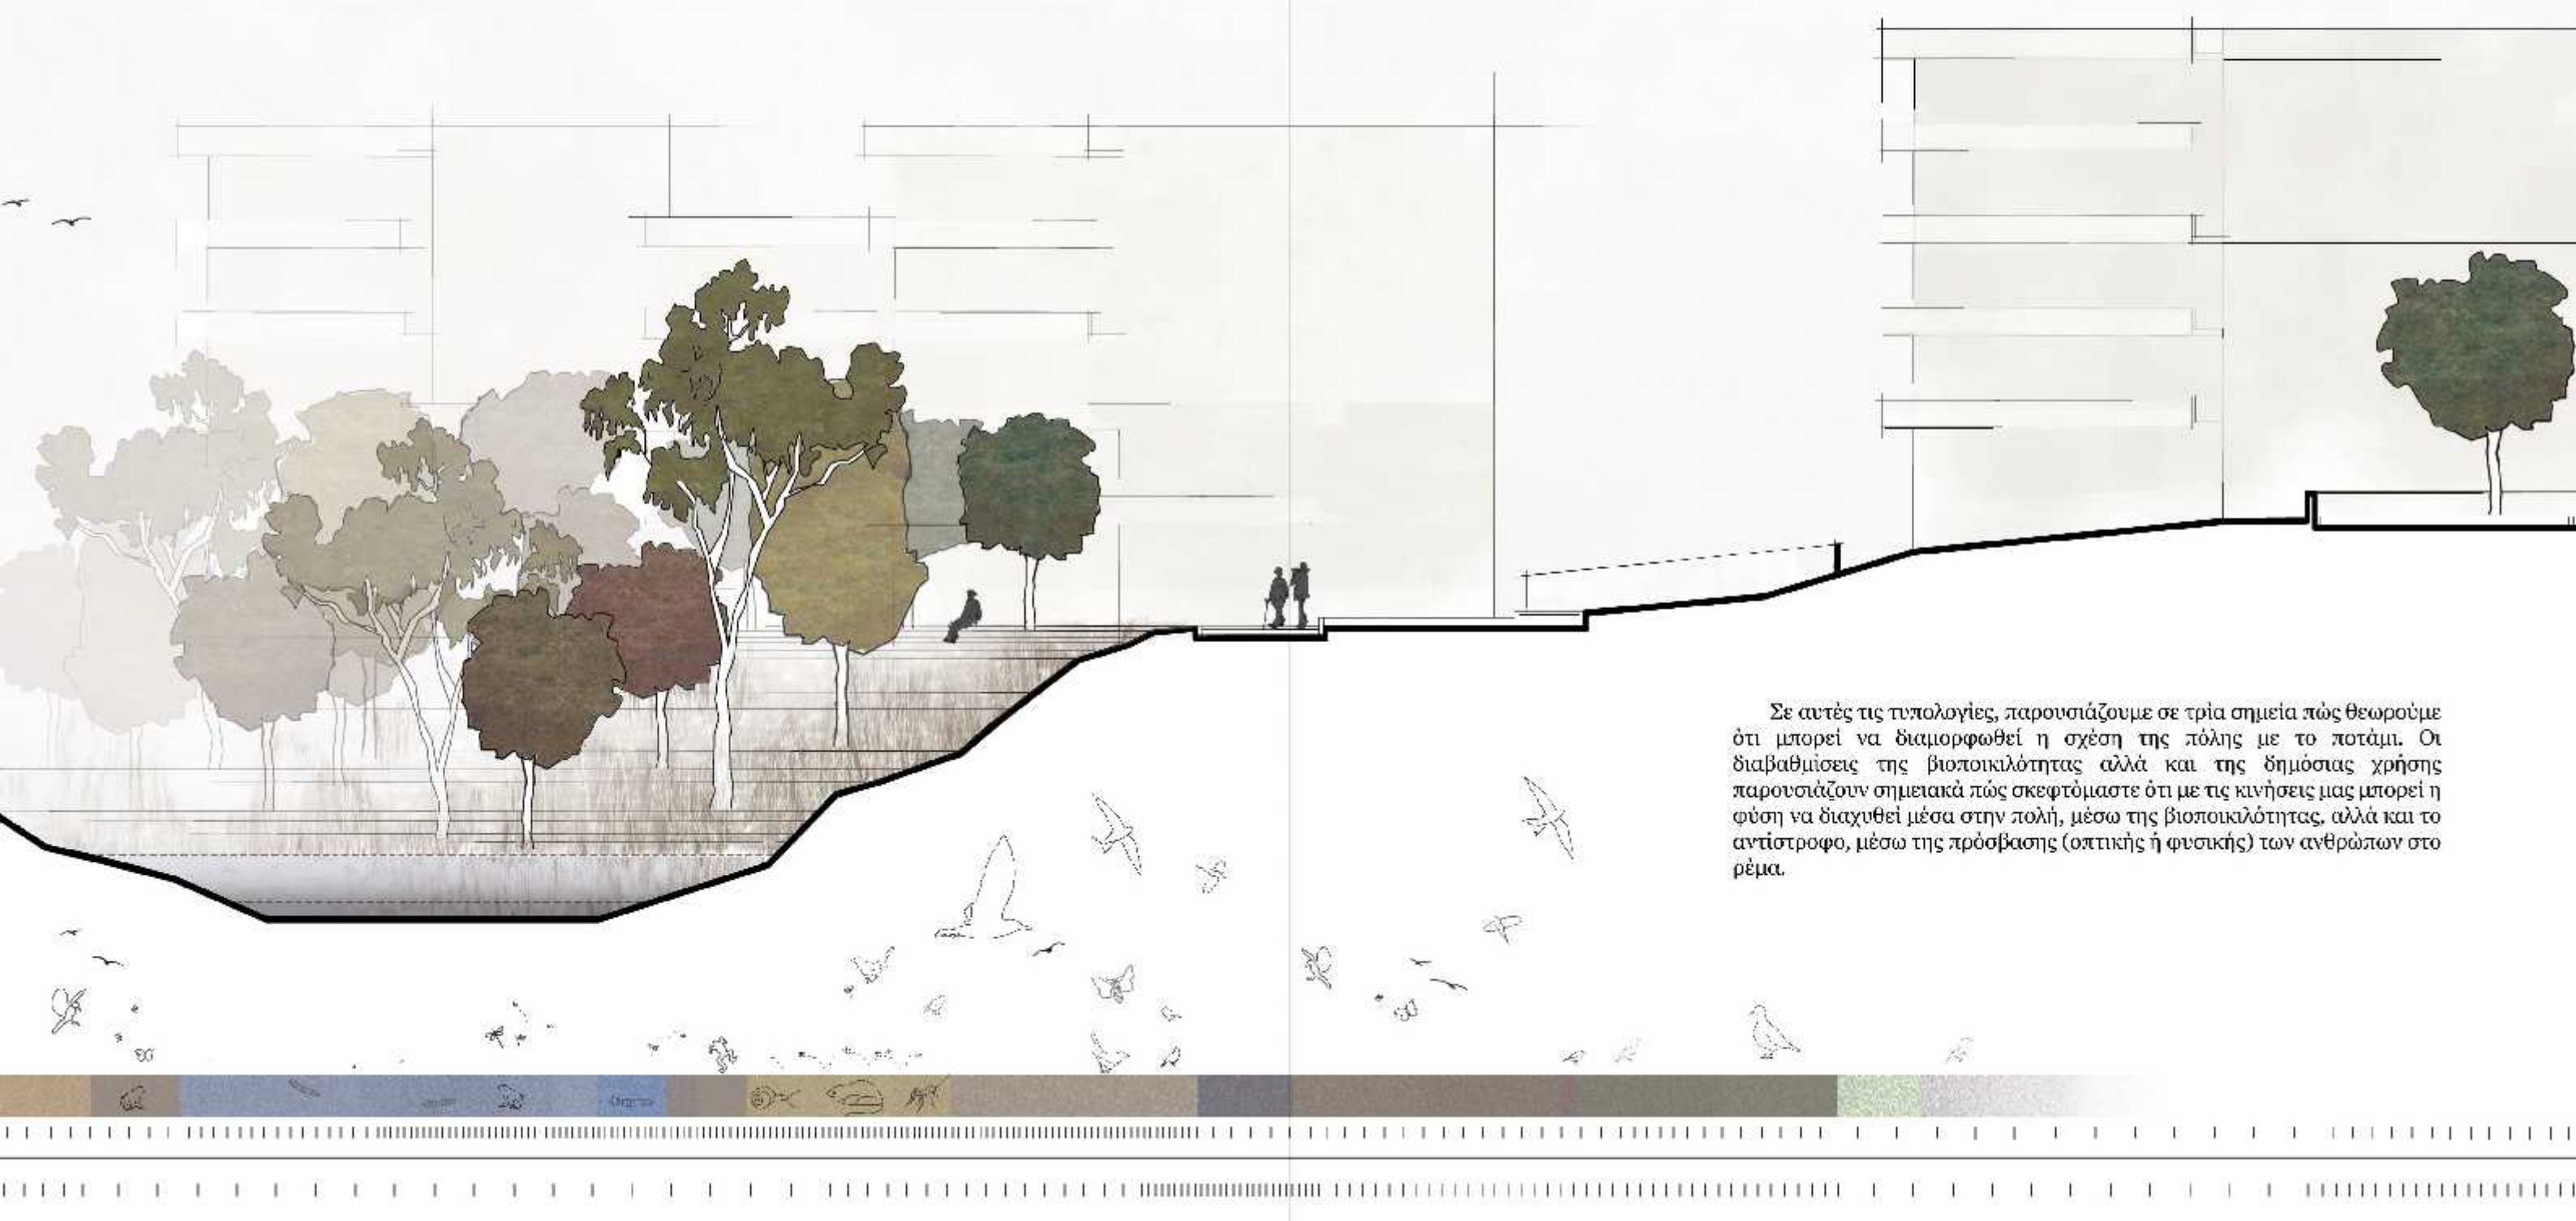 Σε αυτές τις τυπολογίες, παρουσιάζουμε σε τρία σημεία πώς θεωρούμε
ότι μπορεί να διαμορφωθεί η σχέση της πόλης με το ποτάμι. Οι
διαβαθμίσεις της βιοποικιλότητας αλλά και της δημόσιας χρήσης
παρουσιάζουν σημειακά πώς σκεφτόμαστε ότι με τις κινήσεις μας μπορεί η
φύση να διαχυθεί μέσα στην πολή, μέσω της βιοποικιλότητας, αλλά και το
αντίστροφο, μέσω της πρόσβασης (οπτικής ή φυσικής) των ανθρώπων στο
ρέμα.